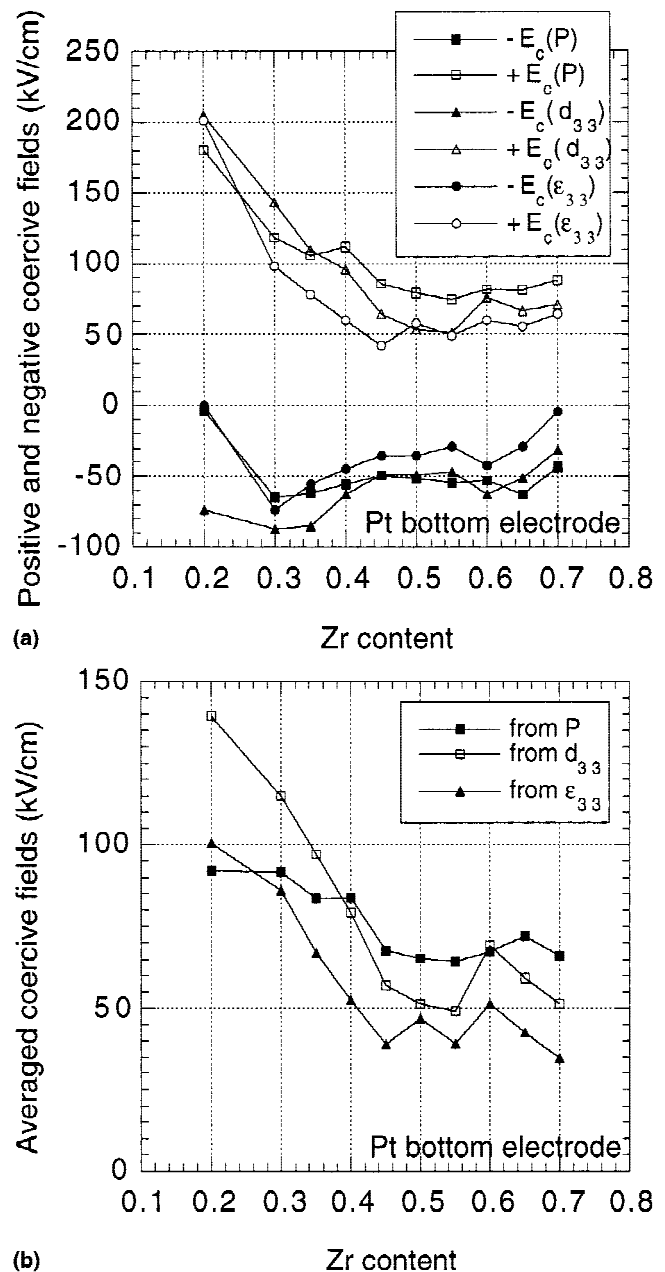 - E_c(P)
+ E_c(P)
- E_c(d_33)
+ E_c(d_33)
- E_c(ε_33)
+ E_c(ε_33)
Positive and negative coercive fields (kV/cm)
250
200
150
100
50
0
-50
-100
Pt bottom electrode
0.1 0.2 0.3 0.4 0.5 0.6 0.7 0.8
(a)
Zr content
Averaged coercive fields (kV/cm)
150
100
50
0
from P
from d_33
from ε_33
Pt bottom electrode
0.1 0.2 0.3 0.4 0.5 0.6 0.7 0.8
(b)
Zr content